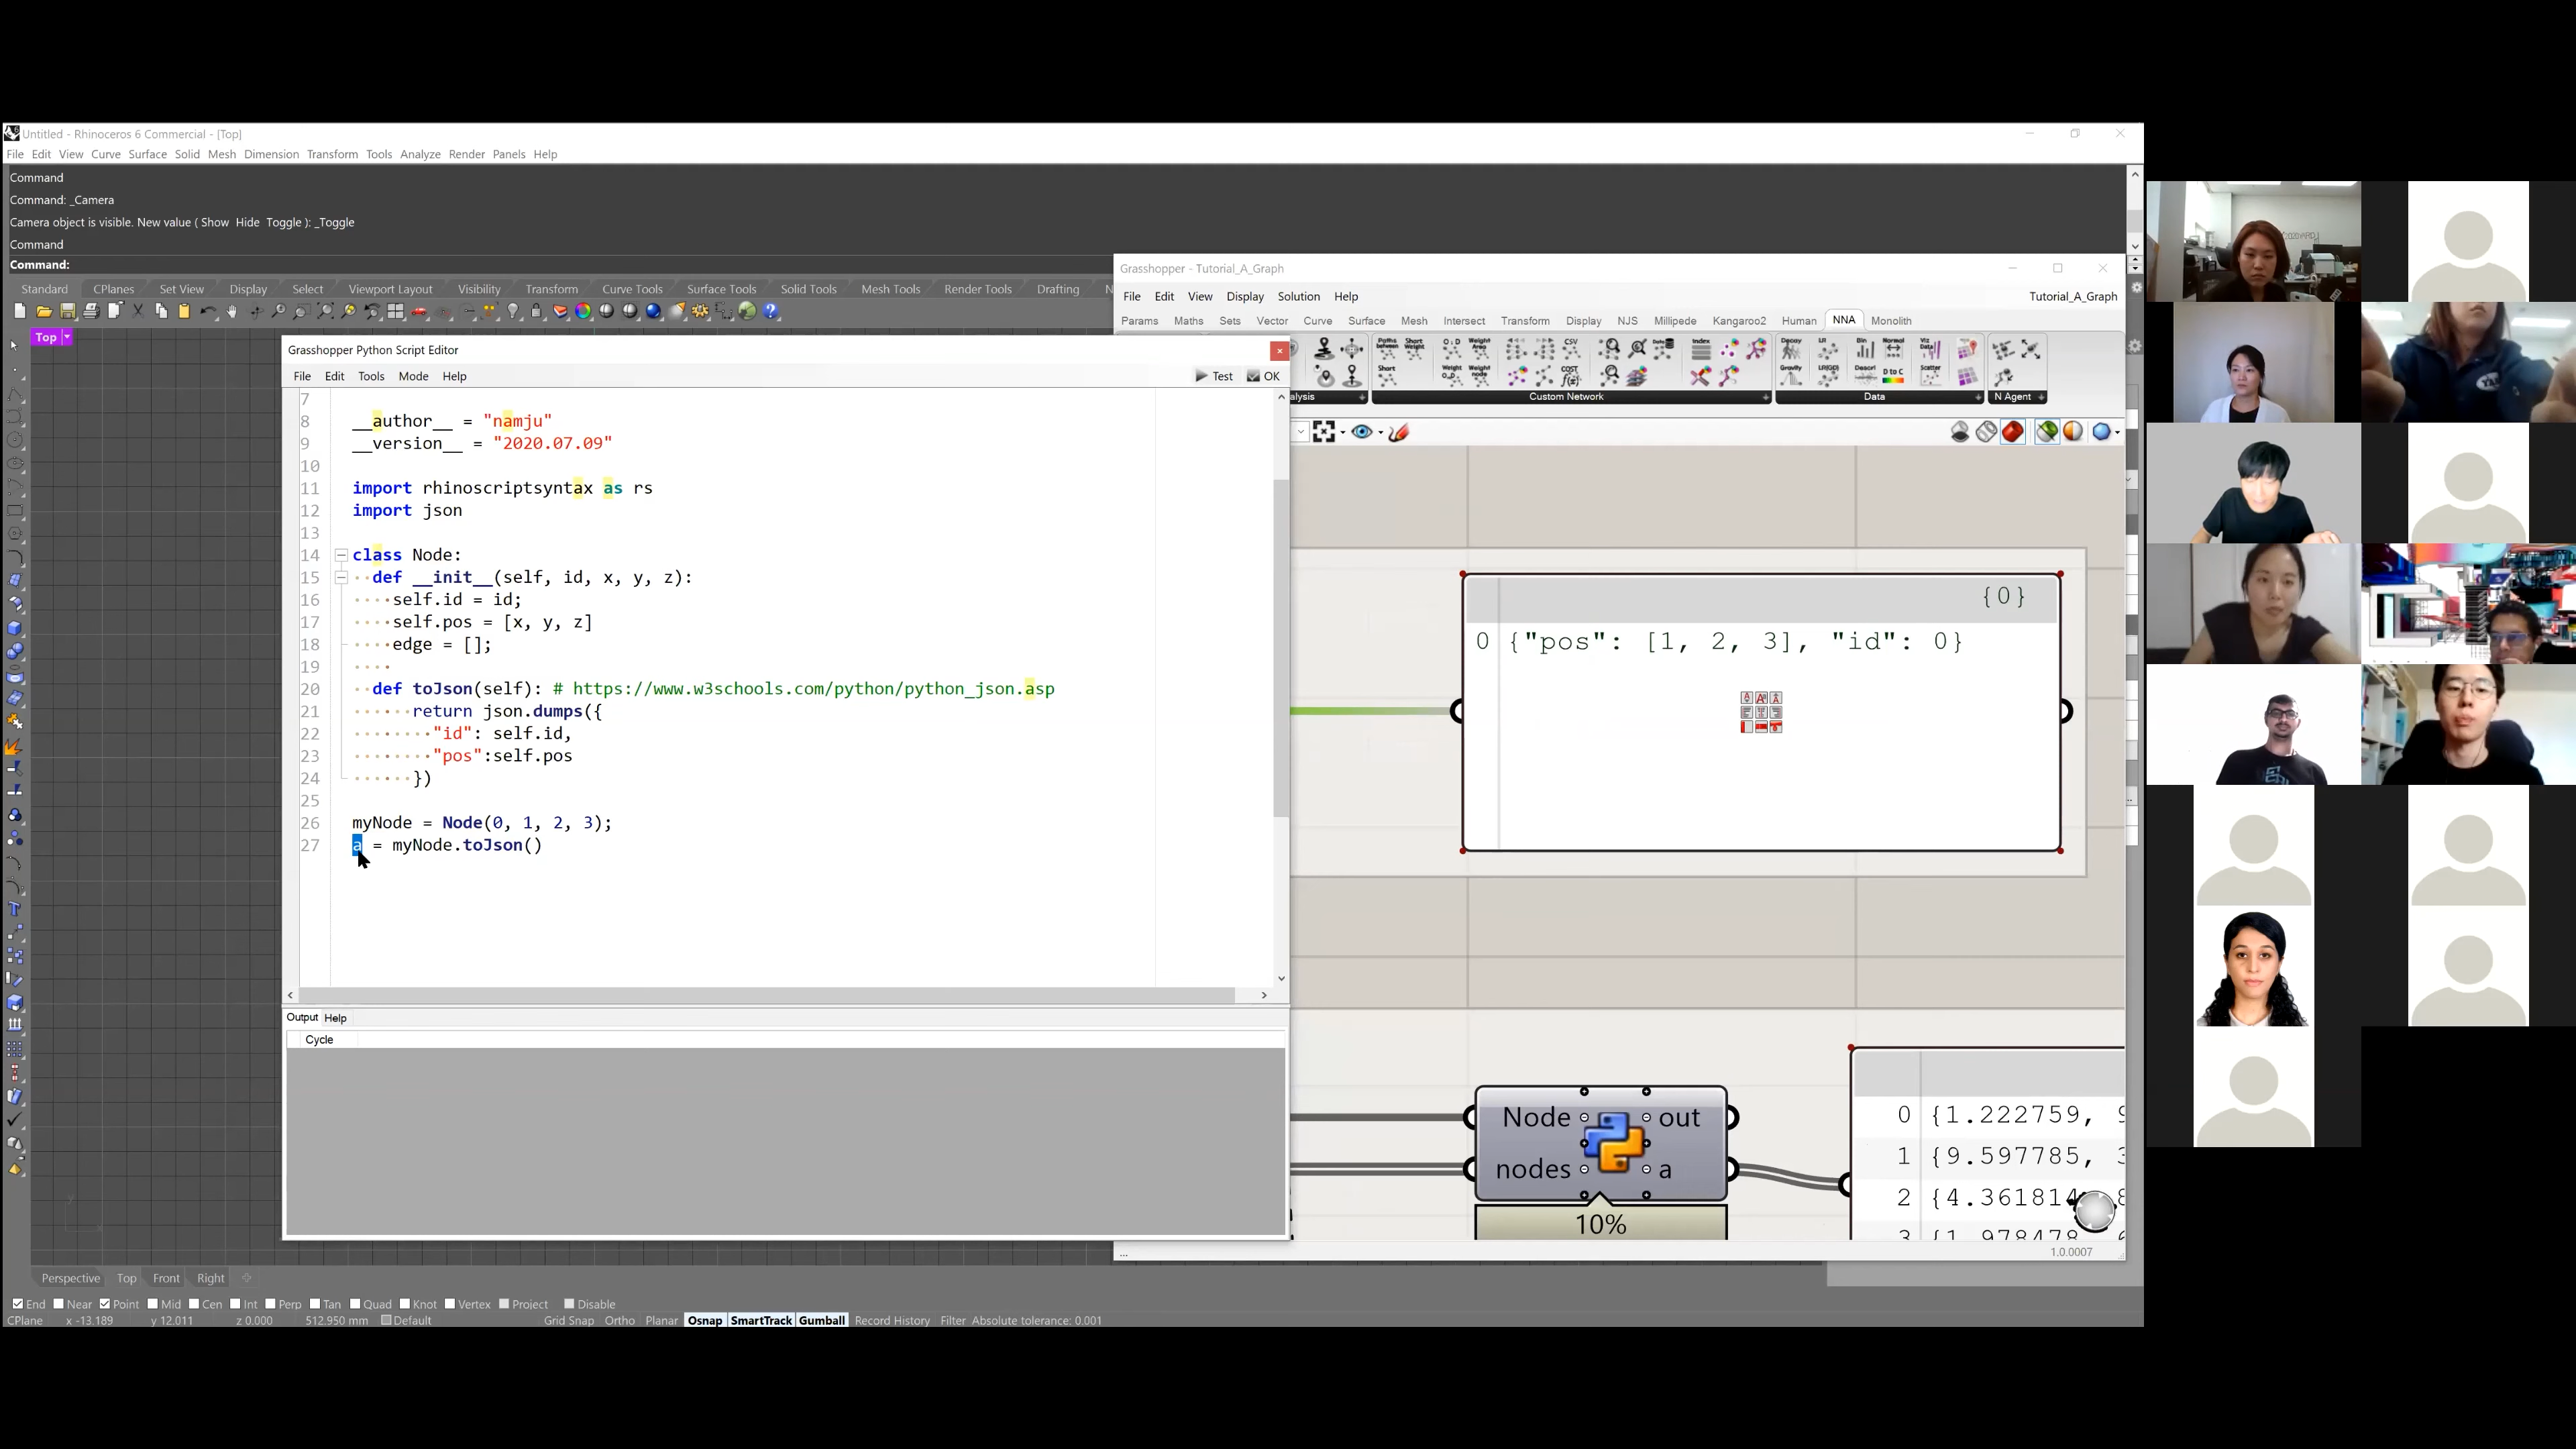 Untitled - Rhinoceros 6 Commercial - [Top]
File Edit View Curve Surface Solid Mesh Dimension Transform Tools Analyze Render Panels Help
Command
Command: _Camera
Camera object is visible. New value ( Show Hide Toggle ): _Toggle
Command
Command:
Standard CPlanes Set View Display Select Viewport Layout Visibility Transform Curve Tools Surface Tools Solid Tools Mesh Tools Render Tools Drafting N
Top
Grasshopper Python Script Editor
File Edit Tools Mode Help
Test OK
7
8 __author__ = "namju"
9 __version__ = "2020.07.09"
10
11 import rhinoscriptsyntax as rs
12 import json
13
14 class Node:
15 def __init__(self, id, x, y, z):
16 self.id = id;
17 self.pos = [x, y, z]
18 edge = [];
19
20 def toJson(self): # https://www.w3schools.com/python/python_json.asp
21 return json.dumps({
22 "id": self.id,
23 "pos":self.pos
24 })
25
26 myNode = Node(0, 1, 2, 3);
27 a = myNode.toJson()
Output Help
Cycle
Grasshopper - Tutorial_A_Graph
File Edit View Display Solution Help
Tutorial_A_Graph
Params Maths Sets Vector Curve Surface Mesh Intersect Transform Display NJS Millipede Kangaroo2 Human NNA Monolith
alysis Custom Network Data N Agent
{0}
0 {"pos": [1, 2, 3], "id": 0}
Node out
nodes a
10%
0 {1.222759, 9
1 {9.597785, 3
2 {4.361814, 8
3 {1.978478, 6
...
1.0.0007
Perspective Top Front Right
End Near Point Mid Cen Int Perp Tan Quad Knot Vertex Project Disable
CPlane x -13.189 y 12.011 z 0.000 512.950 mm Default Grid Snap Ortho Planar Osnap SmartTrack Gumball Record History Filter Absolute tolerance: 0.001